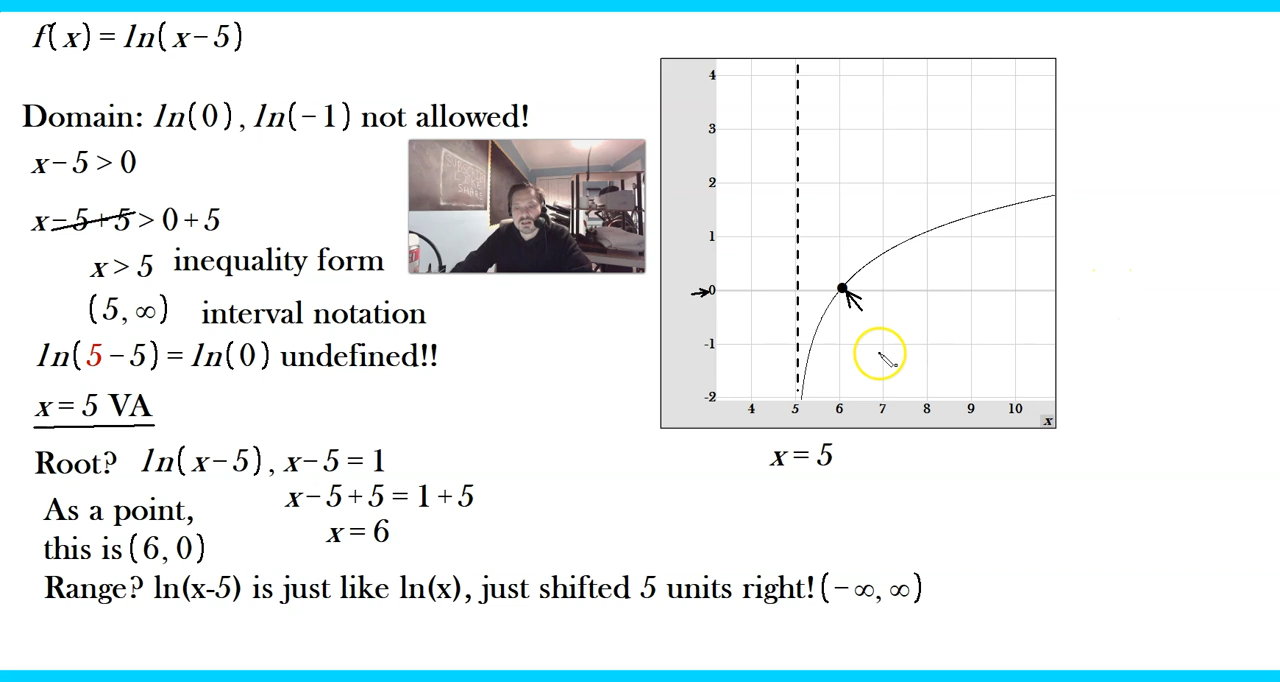 f(x) = ln(x-5)
Domain: ln(0), ln(-1) not allowed!
x-5 > 0
x-5+5 > 0+5
x > 5 inequality form
(5, ∞) interval notation
ln(5-5) = ln(0) undefined!!
x = 5 VA
Root? ln(x-5), x-5 = 1
x-5+5 = 1+5
x = 6
As a point,
this is (6, 0)
Range? ln(x-5) is just like ln(x), just shifted 5 units right! (-∞, ∞)
4
3
2
1
0
-1
-2
4 5 6 7 8 9 10
x
x = 5